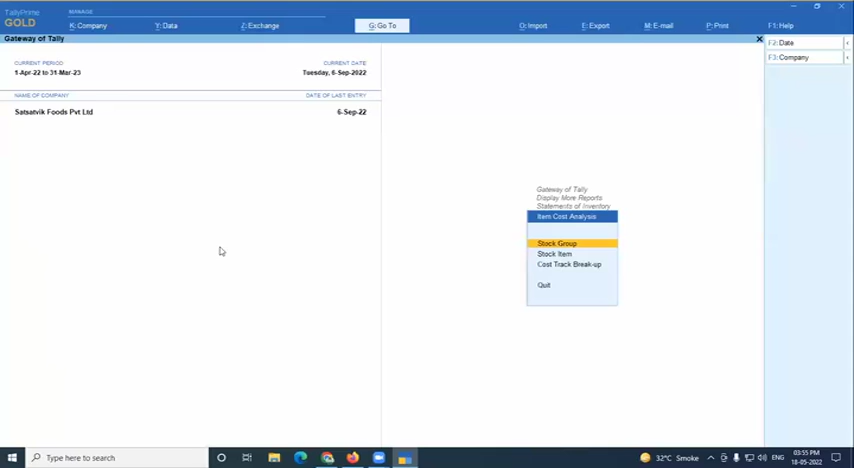 TallyPrime
GOLD
MANAGE
K: Company
Y: Data
Z: Exchange
G: Go To
O: Import
E: Export
M: E-mail
P: Print
F1: Help
Gateway of Tally
F2: Date
F3: Company
CURRENT PERIOD
CURRENT DATE
1-Apr-22 to 31-Mar-23
Tuesday, 6-Sep-2022
NAME OF COMPANY
DATE OF LAST ENTRY
Satsatvik Foods Pvt Ltd
6-Sep-22
Gateway of Tally
Display More Reports
Statements of Inventory
Item Cost Analysis
Stock Group
Stock Item
Cost Track Break-up
Quit
Type here to search
32°C Smoke
ENG
03:55 PM
18-05-2022